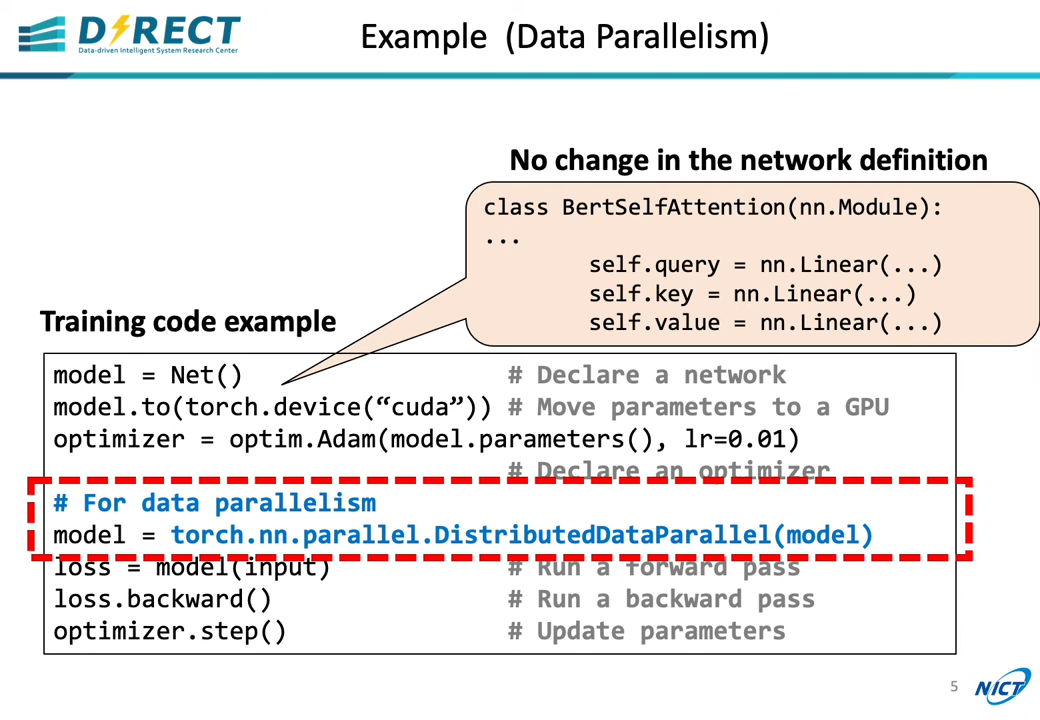 DIRECT
Data-driven Intelligent System Research Center
Example (Data Parallelism)
No change in the network definition
class BertSelfAttention(nn.Module):
...
self.query = nn.Linear(...)
self.key = nn.Linear(...)
self.value = nn.Linear(...)
Training code example
model = Net() # Declare a network
model.to(torch.device(“cuda”)) # Move parameters to a GPU
optimizer = optim.Adam(model.parameters(), lr=0.01)
# Declare an optimizer
# For data parallelism
model = torch.nn.parallel.DistributedDataParallel(model)
loss = model(input) # Run a forward pass
loss.backward() # Run a backward pass
optimizer.step() # Update parameters
5
NICT